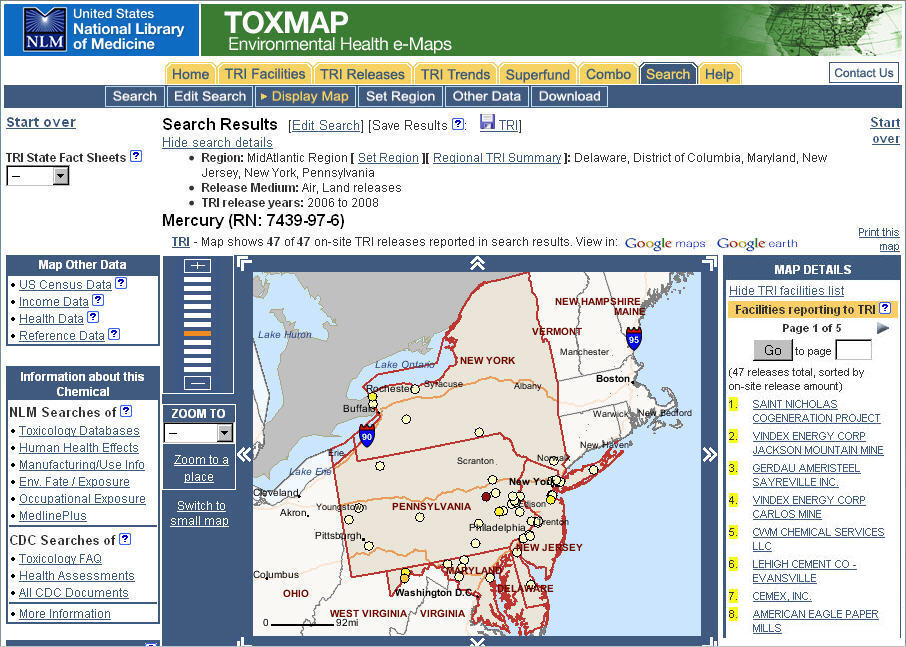 United States
National Library
of Medicine
NLM
TOXMAP
Environmental Health e-Maps
Home TRI Facilities TRI Releases TRI Trends Superfund Combo Search Help
Contact Us
Search Edit Search ▸ Display Map Set Region Other Data Download
Start over
TRI State Fact Sheets ?
--
Search Results [Edit Search] [Save Results ?: TRI]
Hide search details
• Region: MidAtlantic Region [ Set Region ][ Regional TRI Summary ]: Delaware, District of Columbia, Maryland, New
Jersey, New York, Pennsylvania
• Release Medium: Air, Land releases
• TRI release years: 2006 to 2008
Mercury (RN: 7439-97-6)
TRI - Map shows 47 of 47 on-site TRI releases reported in search results. View in: Google maps Google earth
Start
over
Print this
map
Map Other Data
• US Census Data ?
• Income Data ?
• Health Data ?
• Reference Data ?
Information about this
Chemical
NLM Searches of ?
• Toxicology Databases
• Human Health Effects
• Manufacturing/Use Info
• Env. Fate / Exposure
• Occupational Exposure
• MedlinePlus
CDC Searches of ?
• Toxicology FAQ
• Health Assessments
• All CDC Documents
• More Information
+
—
ZOOM TO
--
Zoom to a
place
Switch to
small map
NEW HAMPSHIRE
MAINE
VERMONT
95
Lake Huron
Manchester
Lake Ontario
NEW YORK
Rochester
Syracuse
Albany
Boston
Buffalo
Warwick
New Bedford
90
Erie
New Haven
Lake Erie
Scranton
Norwalk
Cleveland
New York
Akron
Youngstown
PENNSYLVANIA
Edison
Trenton
Philadelphia
Pittsburgh
NEW JERSEY
Columbus
MARYLAND
OHIO
Washington D.C.
DELAWARE
WEST VIRGINIA
VIRGINIA
0 92mi
MAP DETAILS
Hide TRI facilities list
Facilities reporting to TRI ?
Page 1 of 5
Go to page
(47 releases total, sorted by
on-site release amount)
1. SAINT NICHOLAS
COGENERATION PROJECT
2. VINDEX ENERGY CORP
JACKSON MOUNTAIN MINE
3. GERDAU AMERISTEEL
SAYREVILLE INC.
4. VINDEX ENERGY CORP
CARLOS MINE
5. CWM CHEMICAL SERVICES
LLC
6. LEHIGH CEMENT CO -
EVANSVILLE
7. CEMEX, INC.
8. AMERICAN EAGLE PAPER
MILLS